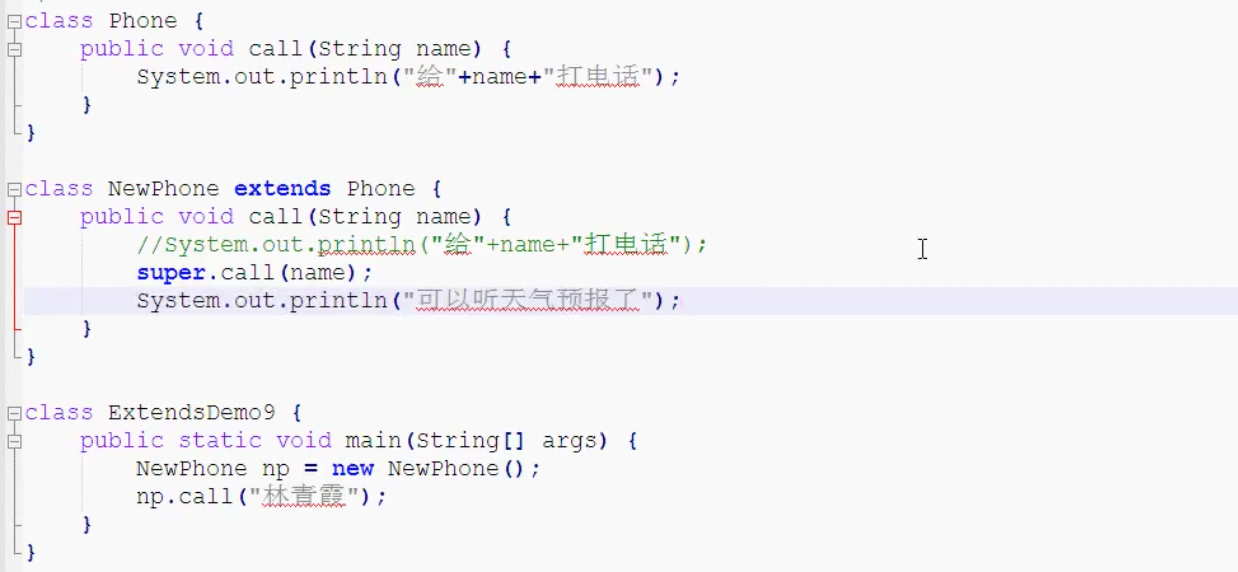 class Phone {
    public void call(String name) {
        System.out.println("给"+name+"打电话");
    }
}
class NewPhone extends Phone {
    public void call(String name) {
        //System.out.println("给"+name+"打电话");
        super.call(name);
        System.out.println("可以听天气预报了");
    }
}
class ExtendsDemo9 {
    public static void main(String[] args) {
        NewPhone np = new NewPhone();
        np.call("林青霞");
    }
}